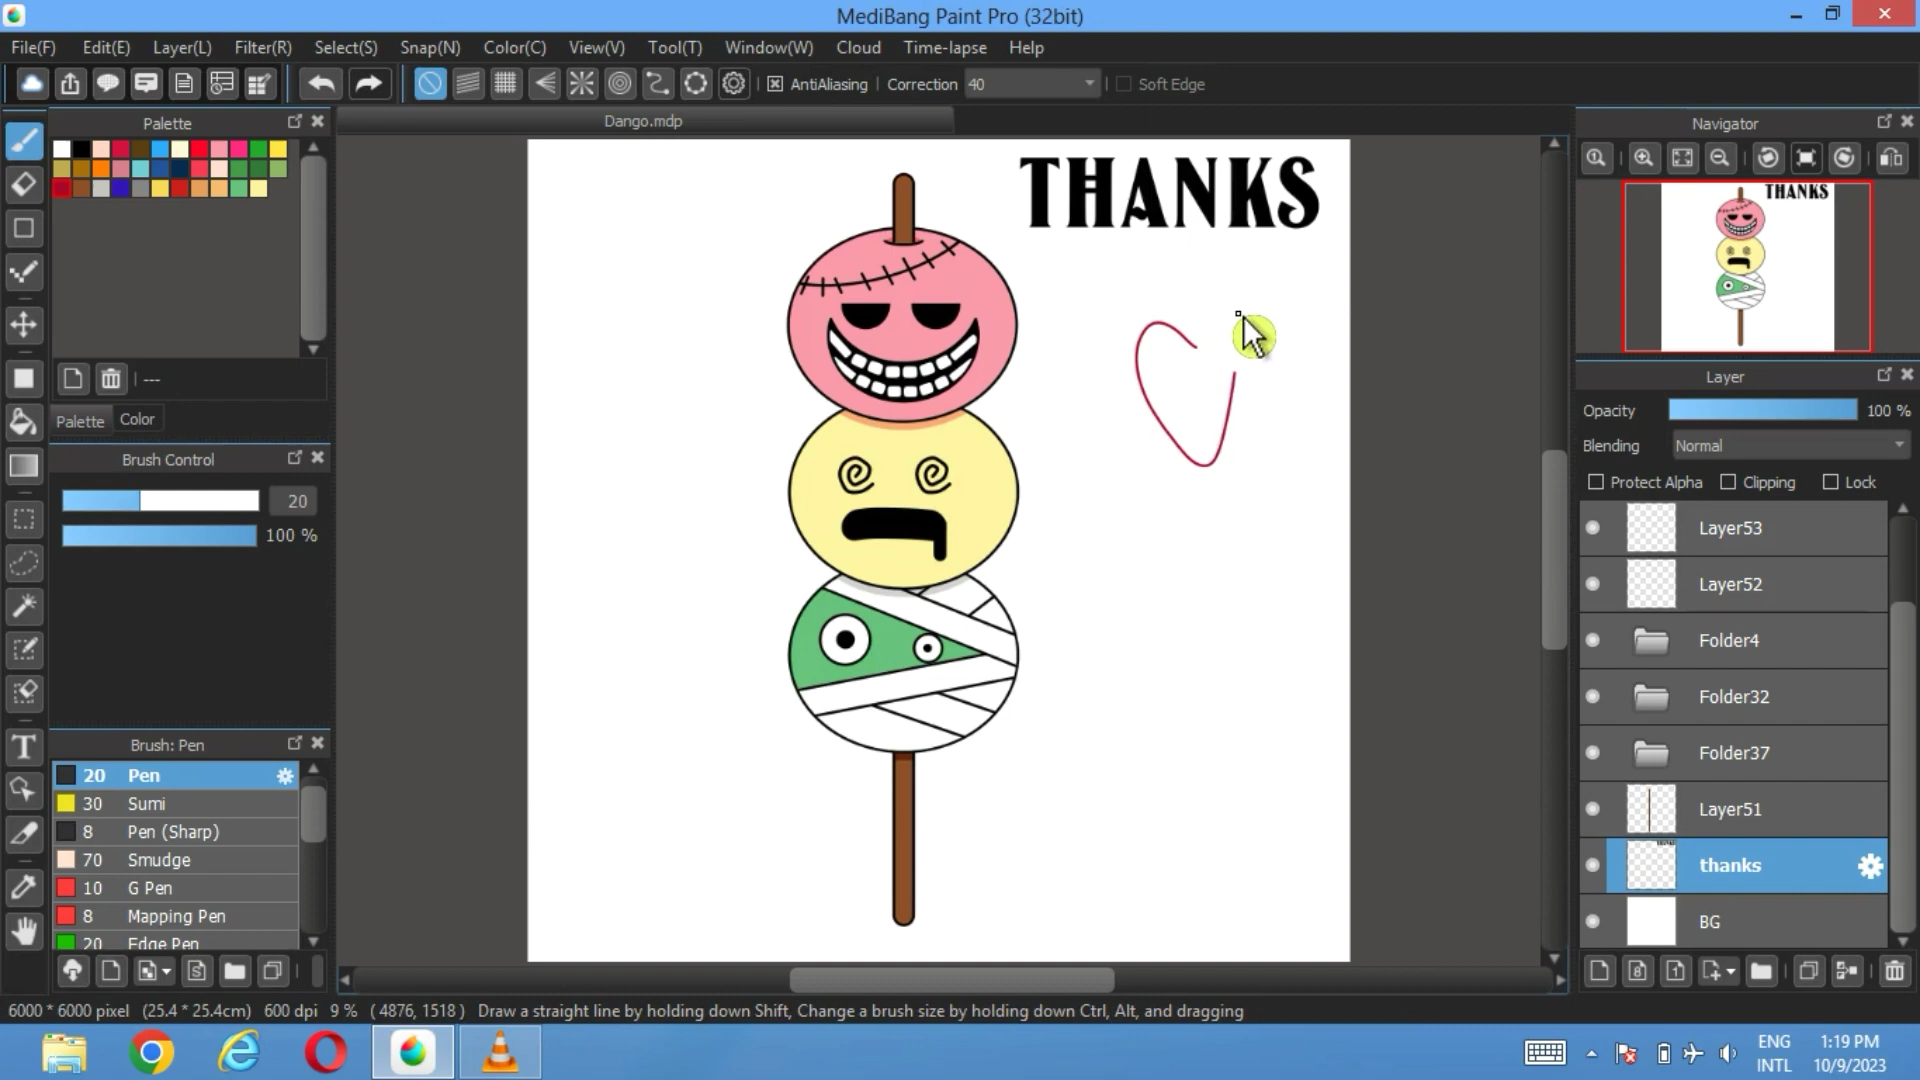 MediBang Paint Pro (32bit)
File(F) Edit(E) Layer(L) Filter(R) Select(S) Snap(N) Color(C) View(V) Tool(T) Window(W) Cloud Time-lapse Help
AntiAliasing Correction 40 Soft Edge
Palette
Dango.mdp
Navigator
THANKS
THANKS
---
Palette Color
Layer
Opacity 100 %
Blending Normal
Protect Alpha Clipping Lock
Brush Control
20
100 %
Layer53
Layer52
Folder4
Folder32
Folder37
Layer51
thanks
BG
Brush: Pen
20 Pen
30 Sumi
8 Pen (Sharp)
70 Smudge
10 G Pen
8 Mapping Pen
20 Edge Pen
6000 * 6000 pixel (25.4 * 25.4cm) 600 dpi 9 % ( 4876, 1518 ) Draw a straight line by holding down Shift, Change a brush size by holding down Ctrl, Alt, and dragging
ENG
INTL
1:19 PM
10/9/2023